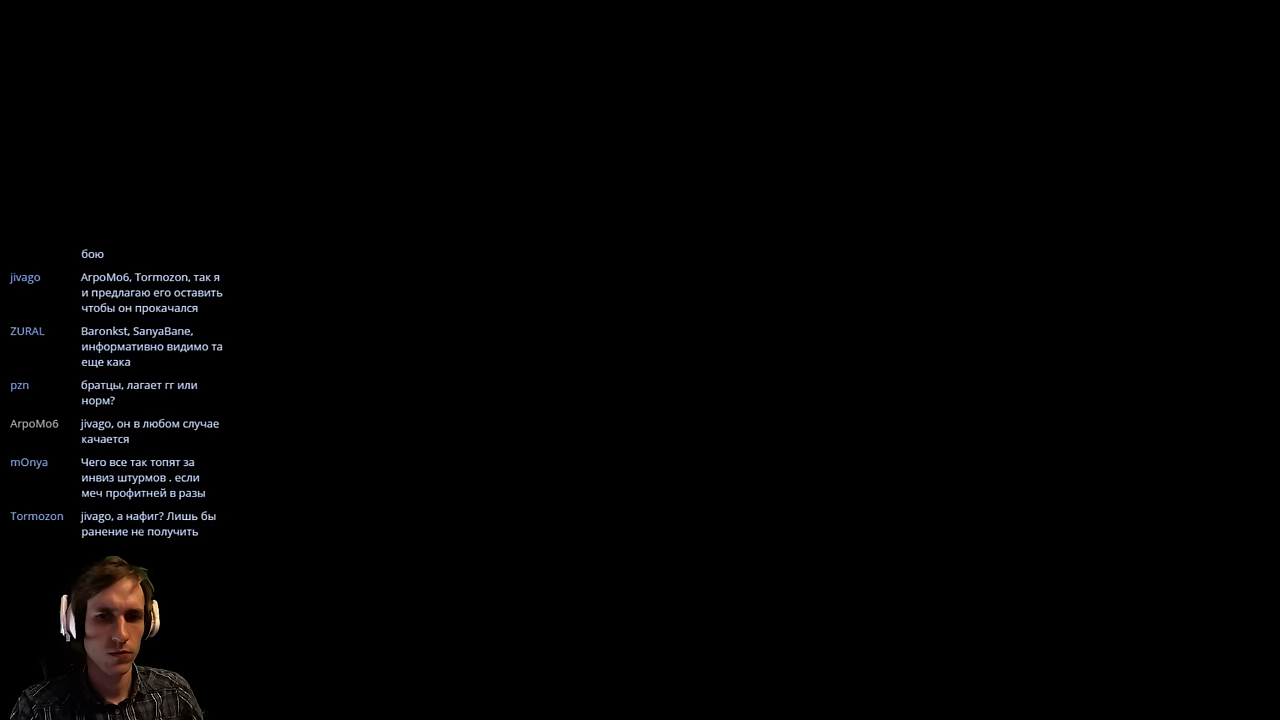 бою
jivago АгроМо6, Tormozon, так я
и предлагаю его оставить
чтобы он прокачался
ZURAL Baronkst, SanyaBane,
информативно видимо та
еще кака
pzn братцы, лагает гг или
норм?
АгроМо6 jivago, он в любом случае
качается
mOnya Чего все так топят за
инвиз штурмов . если
меч профитней в разы
Tormozon jivago, а нафиг? Лишь бы
ранение не получить